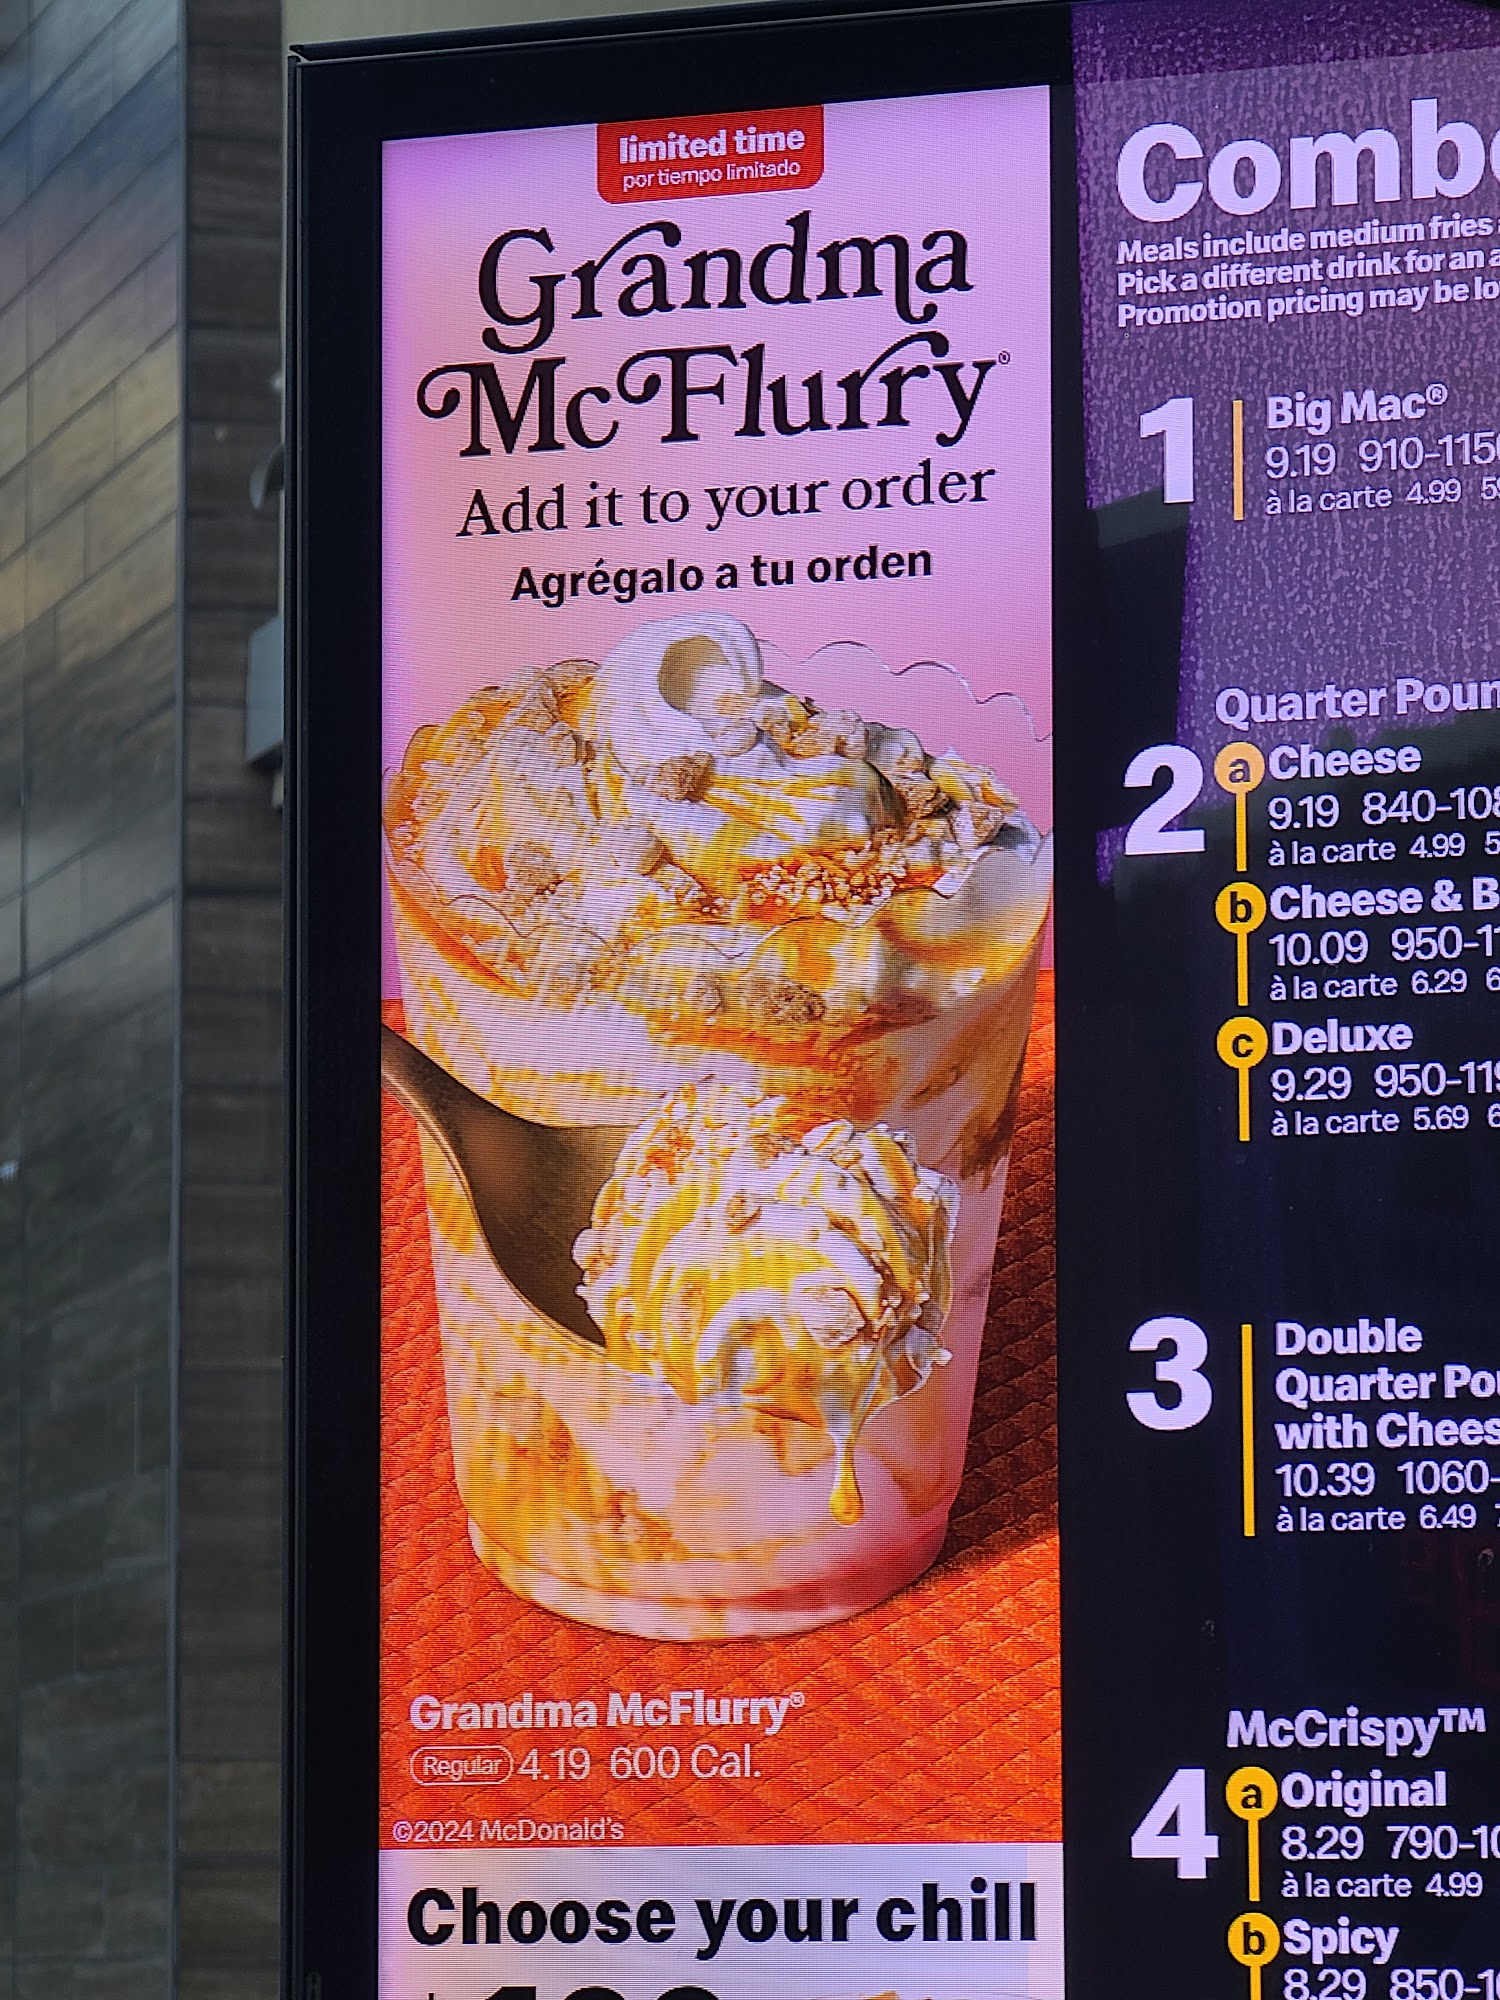 limited time
por tiempo limitado
Grandma
McFlurry®
Add it to your order
Agrégalo a tu orden
Grandma McFlurry®
Regular 4.19 600 Cal.
©2024 McDonald's
Choose your chill
Meals include medium fries
Pick a different drink for an
Promotion pricing may be
1
Big Mac®
9.19
à la carte 4.99
Quarter
2
a Cheese
9.19
à la carte 4.99
b Cheese &
10.09
à la carte 6.29
c Deluxe
9.29
à la carte 5.69
3
Double
Quarter
with
10.39
à la carte 6.49
McCrispy™
4
a Original
8.29
à la carte 4.99
b Spicy
8.29